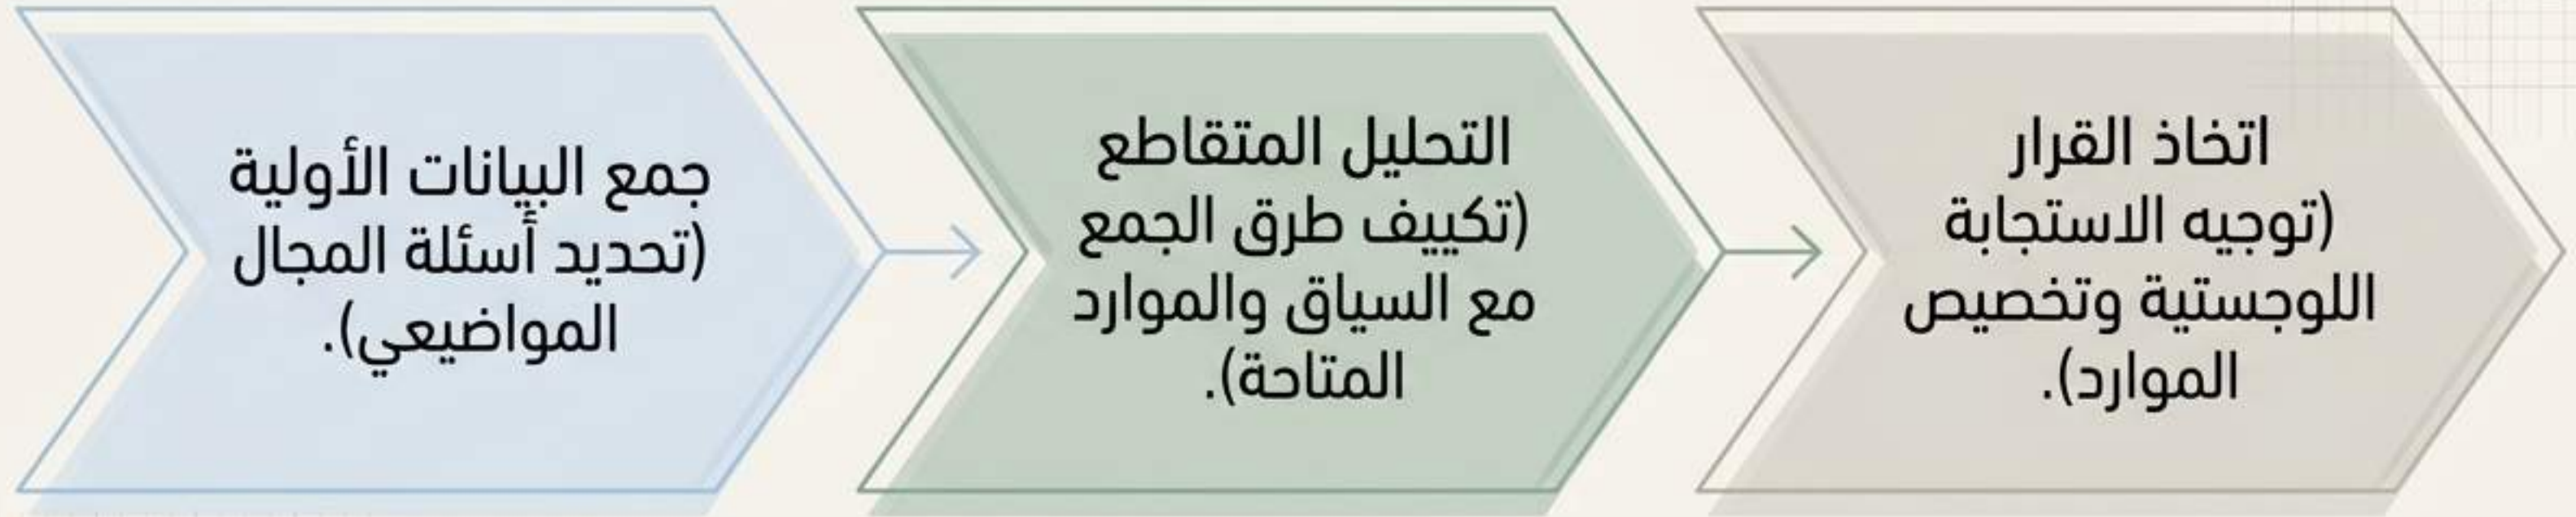 جمع البيانات الأولية
(تحديد أسئلة المجال
المواضيعي).
التحليل المتقاطع
(تكييف طرق الجمع
مع السياق والموارد
المتاحة).
اتخاذ القرار
(توجيه الاستجابة
اللوجستية وتخصيص
الموارد).